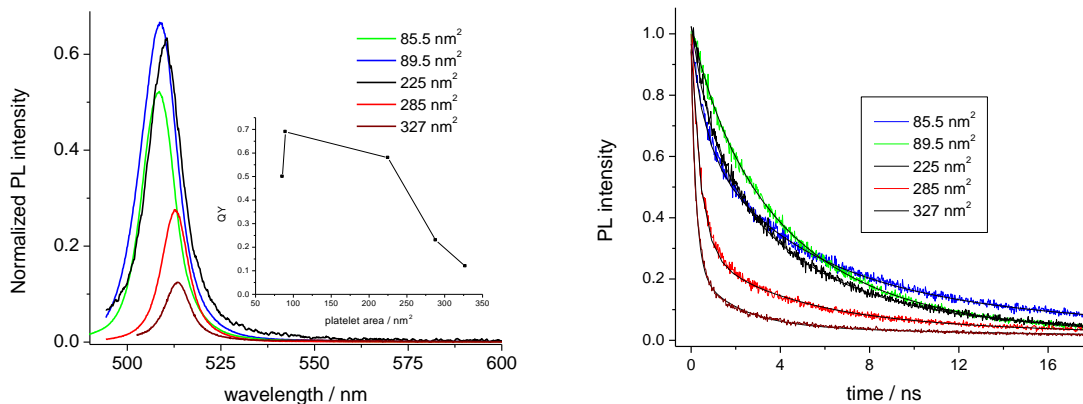 Normalized PL intensity
0.6
0.4
0.2
0.0
500
525
550
575
600
wavelength / nm
85.5 nm²
89.5 nm²
225 nm²
285 nm²
327 nm²
QY
0.7
0.6
0.5
0.4
0.3
0.2
0.1
0.0
50
100
150
200
250
300
350
platelet area / nm²
PL intensity
1.0
0.8
0.6
0.4
0.2
0.0
0
4
8
12
16
time / ns
85.5 nm²
89.5 nm²
225 nm²
285 nm²
327 nm²